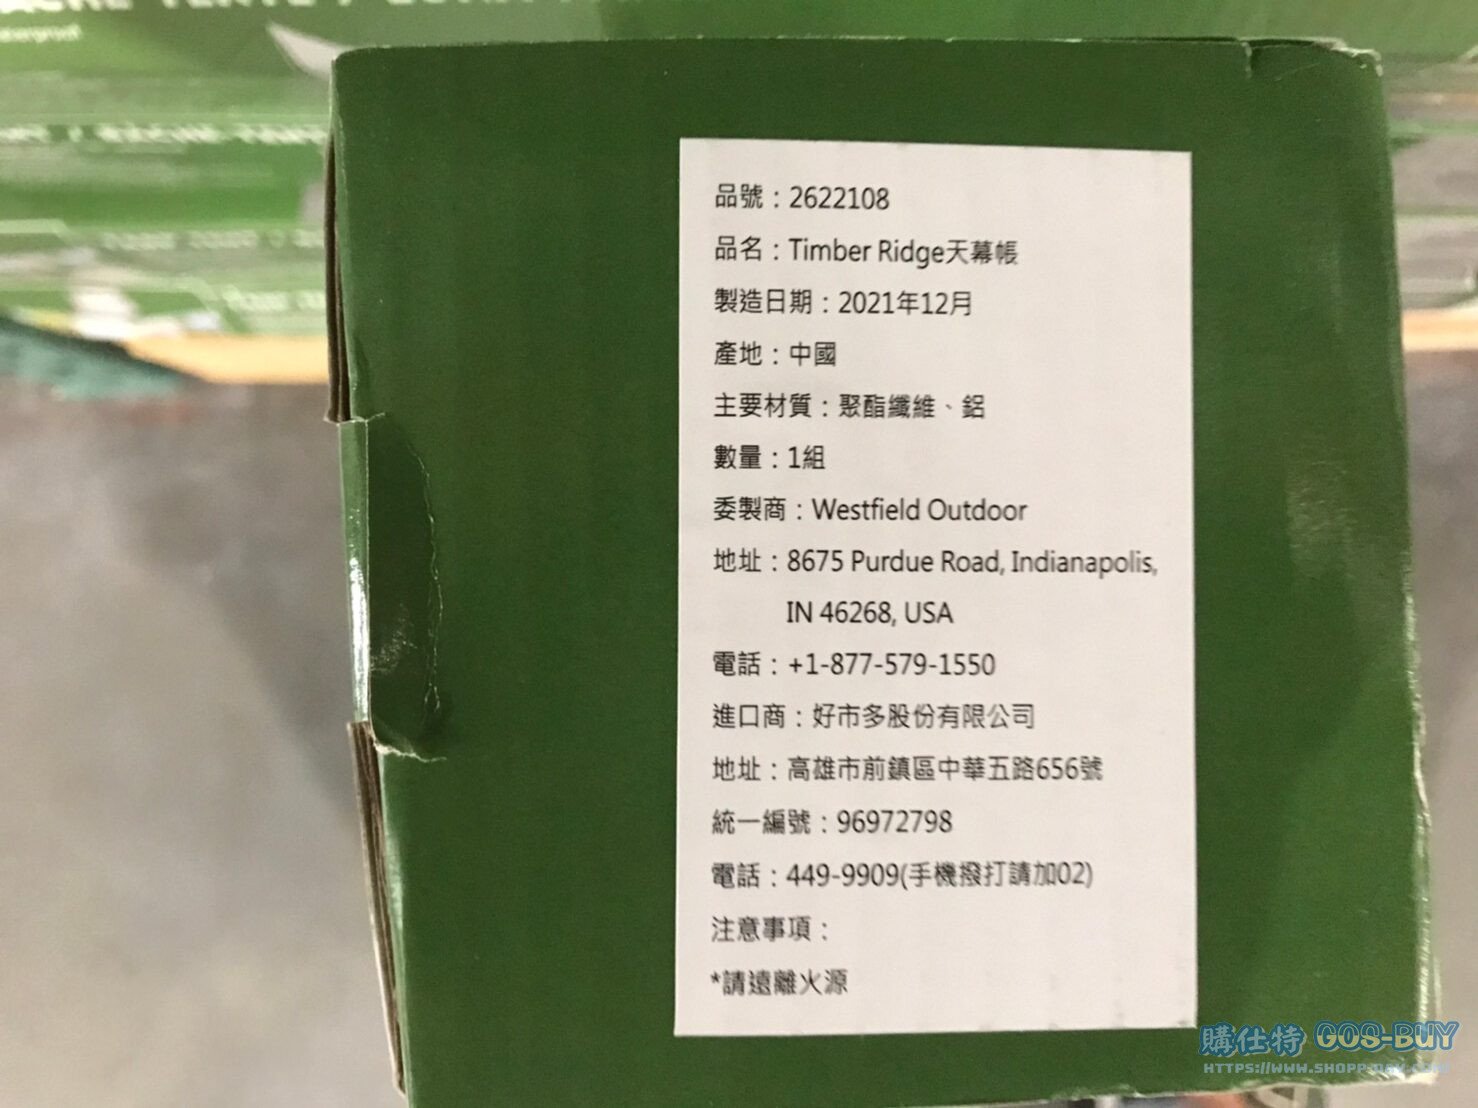 品號：2622108
品名：Timber Ridge天幕帳
製造日期：2021年12月
產地：中國
主要材質：聚酯纖維、鋁
數量：1組
委製商：Westfield Outdoor
地址：8675 Purdue Road, Indianapolis,
IN 46268, USA
電話：+1-877-579-1550
進口商：好市多股份有限公司
地址：高雄市前鎮區中華五路656號
統一編號：96972798
電話：449-9909(手機撥打請加02)
注意事項：
*請遠離火源
購仕特 GOS-BUY